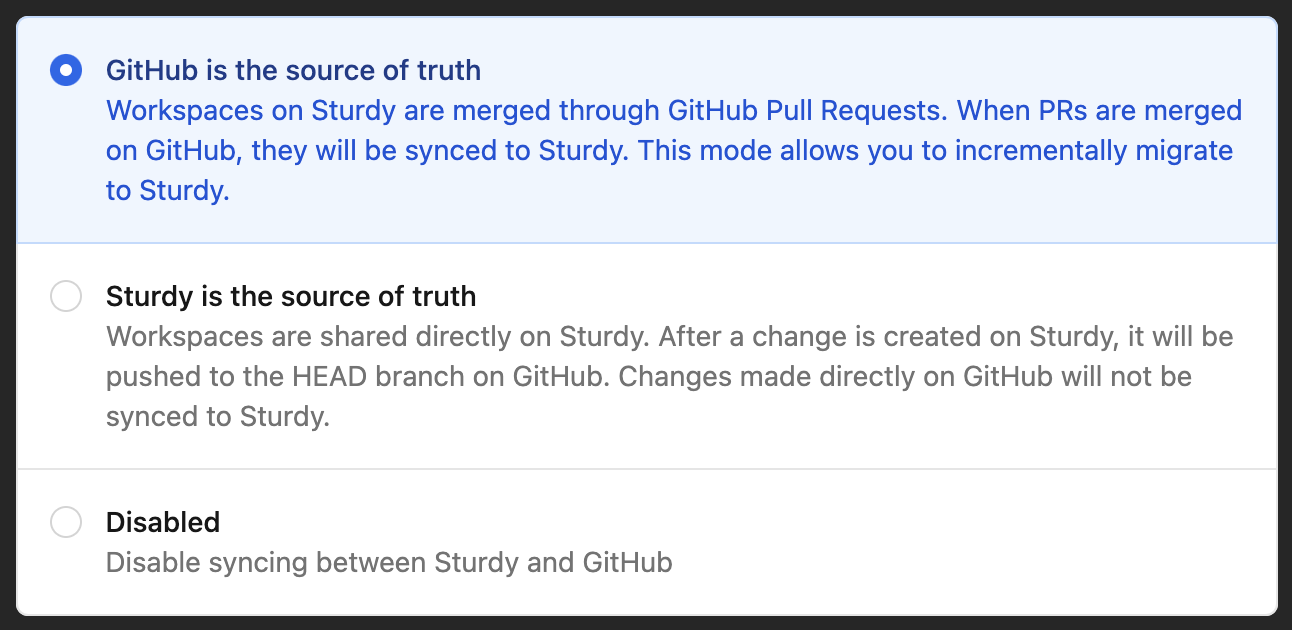 GitHub is the source of truth
Workspaces on Sturdy are merged through GitHub Pull Requests. When PRs are merged
on GitHub, they will be synced to Sturdy. This mode allows you to incrementally migrate
to Sturdy.
Sturdy is the source of truth
Workspaces are shared directly on Sturdy. After a change is created on Sturdy, it will be
pushed to the HEAD branch on GitHub. Changes made directly on GitHub will not be
synced to Sturdy.
Disabled
Disable syncing between Sturdy and GitHub